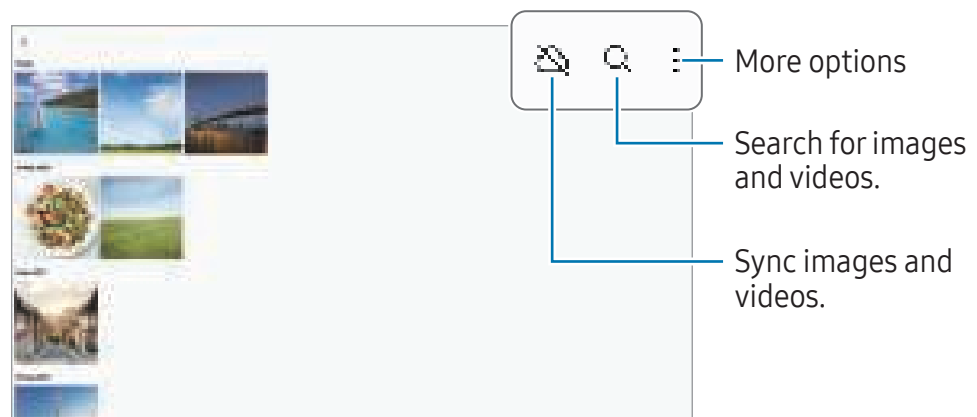 More options
Search for images
and videos.
Sync images and
videos.